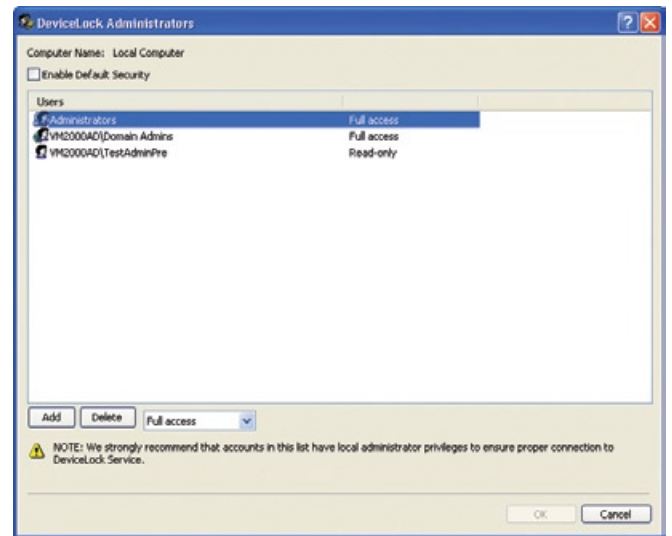 DeviceLock Administrators
Computer Name: Local Computer
Enable Default Security
Users
Administrators Full access
VM2000AD\Domain Admins Full access
VM2000AD\TestAdminPre Read-only
Add Delete Full access
NOTE: We strongly recommend that accounts in this list have local administrator privileges to ensure proper connection to
DeviceLock Service.
OK Cancel